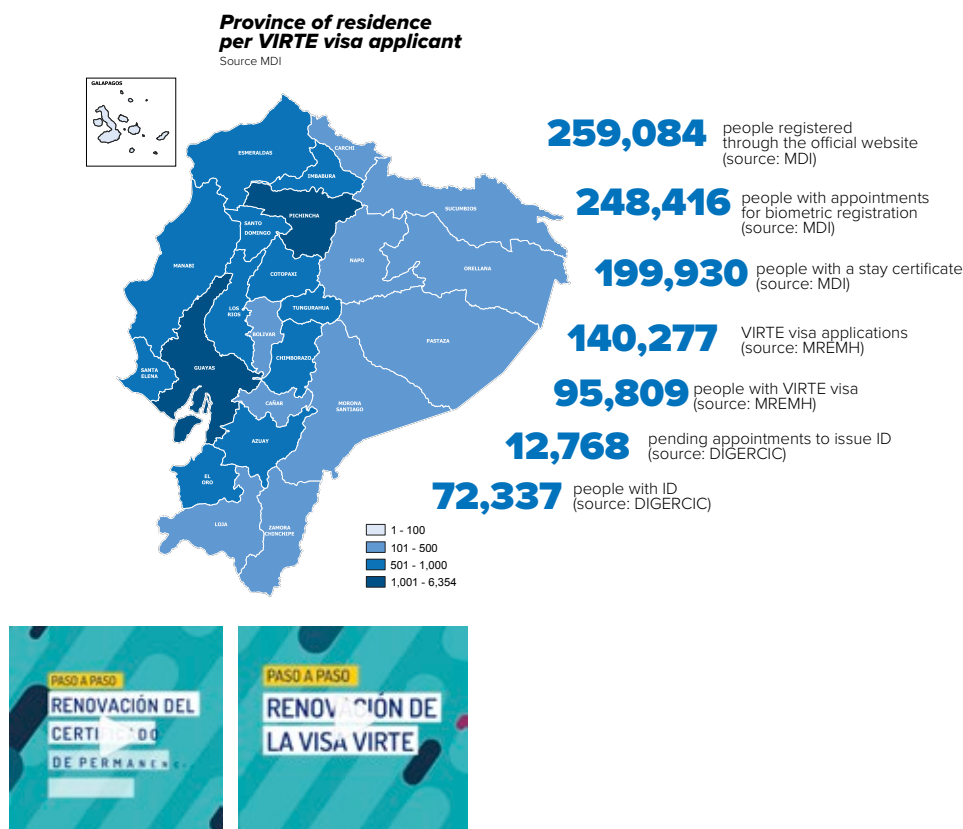 Province of residence
per VIRTE visa applicant
Source MDI
GALAPAGOS
ESMERALDAS
CARCHI
IMBABURA
PICHINCHA
SUCUMBIOS
SANTO
DOMINGO
MANABI
NAPO
ORELLANA
COTOPAXI
LOS
RIOS
TUNGURAHUA
BOLIVAR
PASTAZA
CHIMBORAZO
SANTA
ELENA
GUAYAS
CAÑAR
MORONA
SANTIAGO
AZUAY
EL
ORO
LOJA
ZAMORA
CHINCHIPE
1 - 100
101 - 500
501 - 1,000
1,001 - 6,354
259,084
people registered
through the official website
(source: MDI)
248,416
people with appointments
for biometric registration
(source: MDI)
199,930
people with a stay certificate
(source: MDI)
140,277
VIRTE visa applications
(source: MREMH)
95,809
people with VIRTE visa
(source: MREMH)
12,768
pending appointments to issue ID
(source: DIGERCIC)
72,337
people with ID
(source: DIGERCIC)
PASO A PASO
RENOVACIÓN DEL
DE
PASO A PASO
RENOVACIÓN DE
LA VISA VIRTE